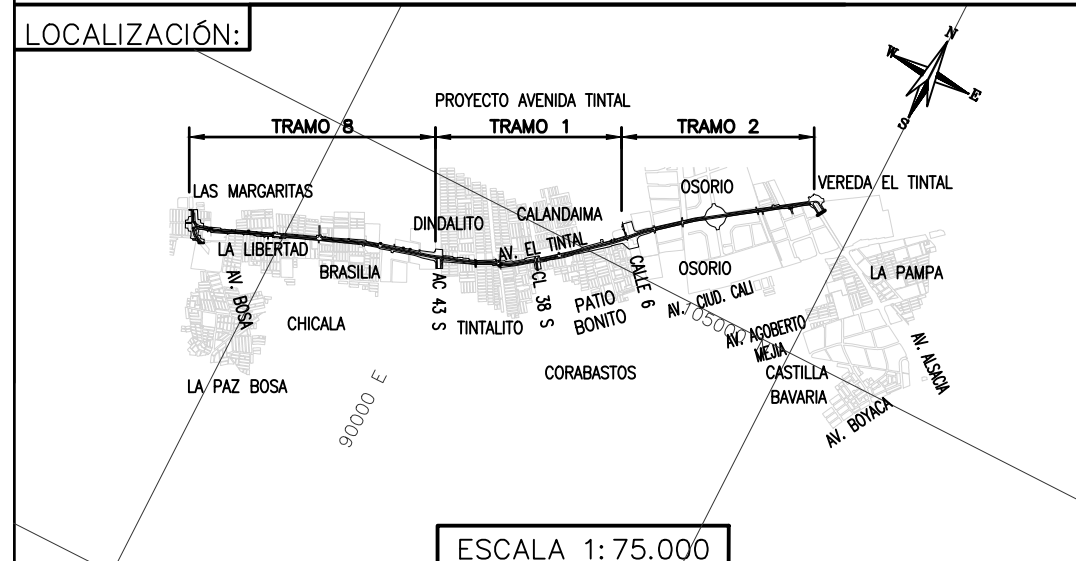 LOCALIZACIÓN:
N
W
E
S
PROYECTO AVENIDA TINTAL
TRAMO 8
TRAMO 1
TRAMO 2
LAS MARGARITAS
DINDALITO
CALANDAIMA
OSORIO
VEREDA EL TINTAL
LA LIBERTAD
AV. EL TINTAL
BRASILIA
AV. BOSA
AC 43 S
CL 38 S
CALLE 6
OSORIO
LA PAMPA
CHICALA
TINTALITO
PATIO
BONITO
AV. CIUD. CALI
105000
AV. AGOBERTO
MEJIA
AV. ALSACIA
LA PAZ BOSA
CORABASTOS
CASTILLA
BAVARIA
90000 E
AV. BOYACA
ESCALA 1:75.000